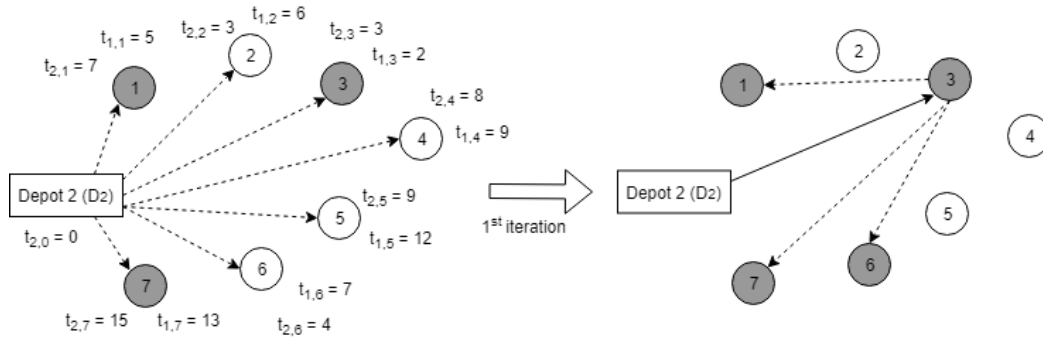 t₁,₂ = 6
t₁,₁ = 5
t₂,₂ = 3
t₂,₃ = 3
t₂,₁ = 7
t₁,₃ = 2
1
2
3
t₂,₄ = 8
t₁,₄ = 9
4
Depot 2 (D₂)
t₂,₀ = 0
t₂,₅ = 9
5
t₁,₅ = 12
6
7
t₁,₆ = 7
t₂,₇ = 15
t₁,₇ = 13
t₂,₆ = 4
1ˢᵗ iteration
2
1
3
4
Depot 2 (D₂)
5
6
7